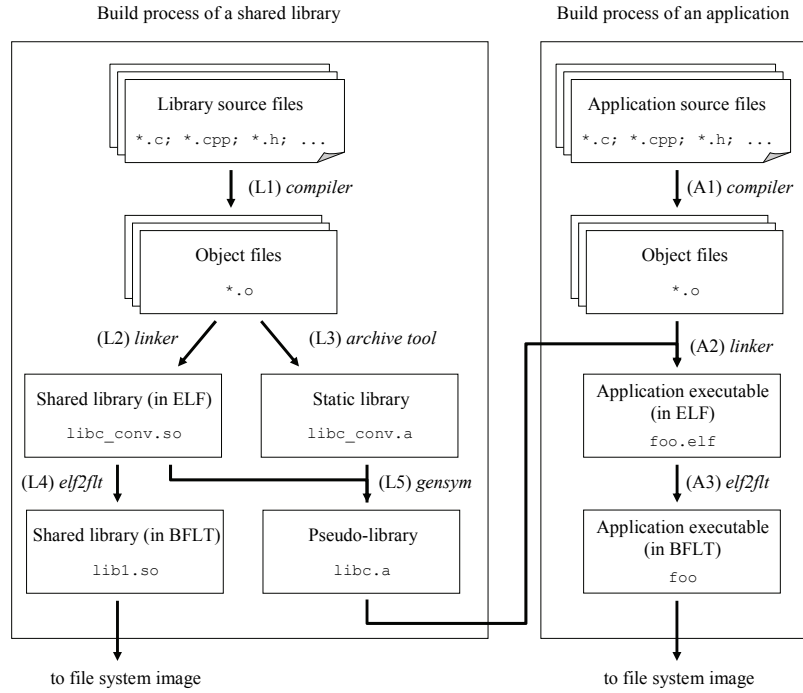 Build process of a shared library
Build process of an application
Library source files
*.c; *.cpp; *.h; ...
(L1) compiler
Object files
*.o
(L2) linker
(L3) archive tool
Shared library (in ELF)
libc_conv.so
Static library
libc_conv.a
(L4) elf2flt
(L5) gensym
Shared library (in BFLT)
lib1.so
Pseudo-library
libc.a
to file system image
Application source files
*.c; *.cpp; *.h; ...
(A1) compiler
Object files
*.o
(A2) linker
Application executable
(in ELF)
foo.elf
(A3) elf2flt
Application executable
(in BFLT)
foo
to file system image